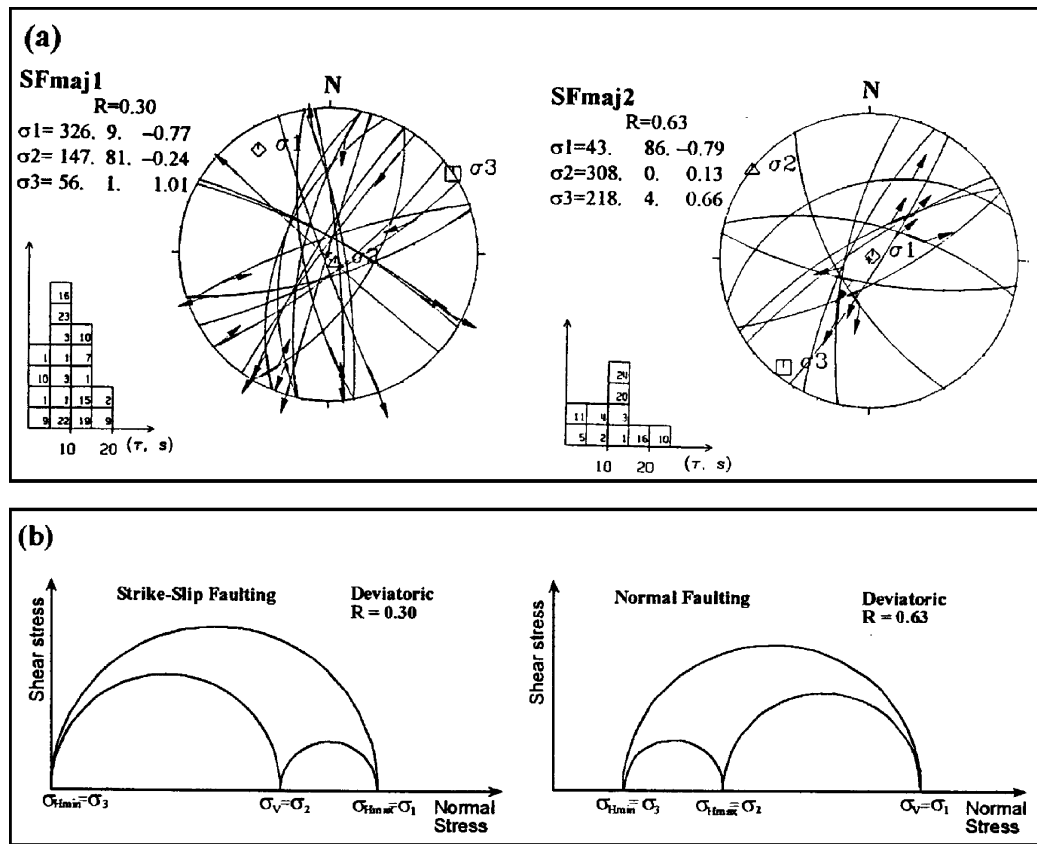 (a)
SFmaj1
R=0.30
σ1= 326. 9. −0.77
σ2= 147. 81. −0.24
σ3= 56. 1. 1.01
N
σ1
σ3
σ2
16
23
3 10
1 1 7
10 3 1
1 1 15 2
9 22 19 9
10 20 (τ, s)
SFmaj2
R=0.63
σ1=43. 86. −0.79
σ2=308. 0. 0.13
σ3=218. 4. 0.66
N
σ2
σ1
σ3
24
20
11 4 3
5 2 1 16 10
10 20 (τ, s)
(b)
Strike-Slip Faulting
Deviatoric
R = 0.30
Shear stress
σHmin=σ3
σV=σ2
σHmax=σ1
Normal
Stress
Normal Faulting
Deviatoric
R = 0.63
Shear stress
σHmin=σ3
σHmax=σ2
σV=σ1
Normal
Stress